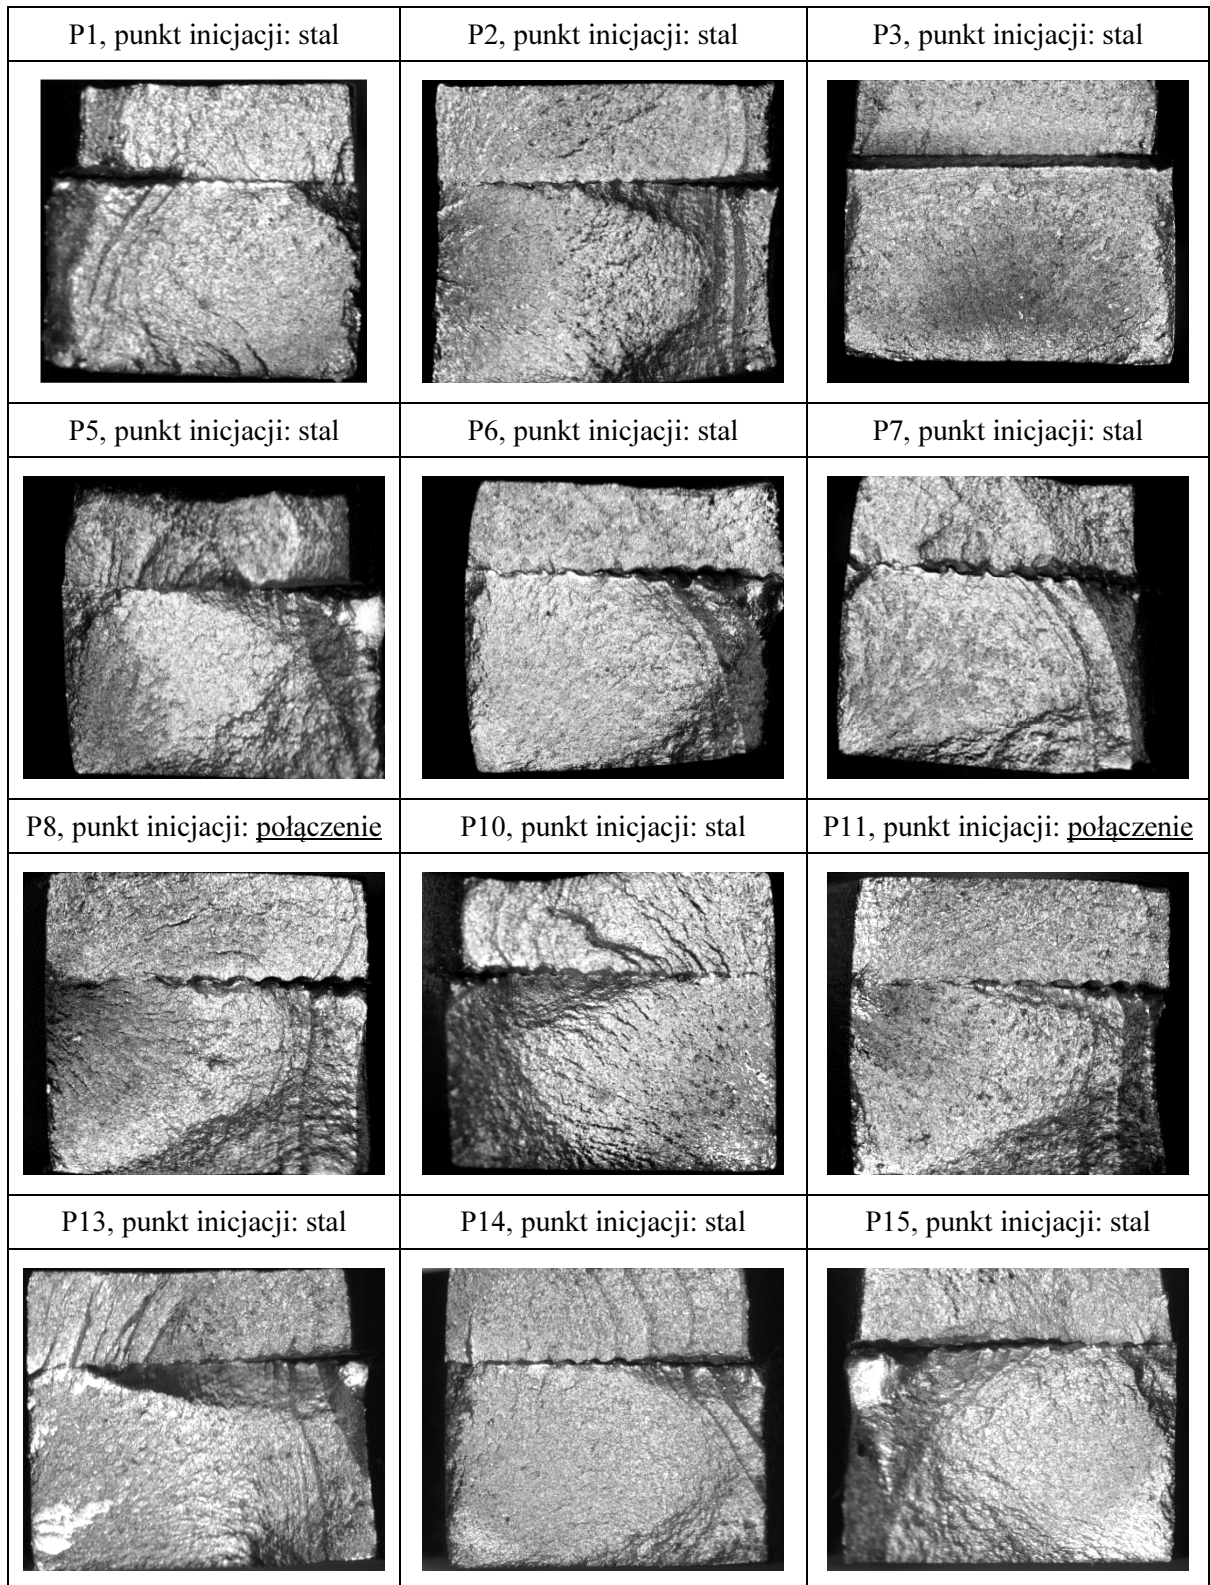 P1, punkt inicjacji: stal
P2, punkt inicjacji: stal
P3, punkt inicjacji: stal
P5, punkt inicjacji: stal
P6, punkt inicjacji: stal
P7, punkt inicjacji: stal
P8, punkt inicjacji: połączenie
P10, punkt inicjacji: stal
P11, punkt inicjacji: połączenie
P13, punkt inicjacji: stal
P14, punkt inicjacji: stal
P15, punkt inicjacji: stal